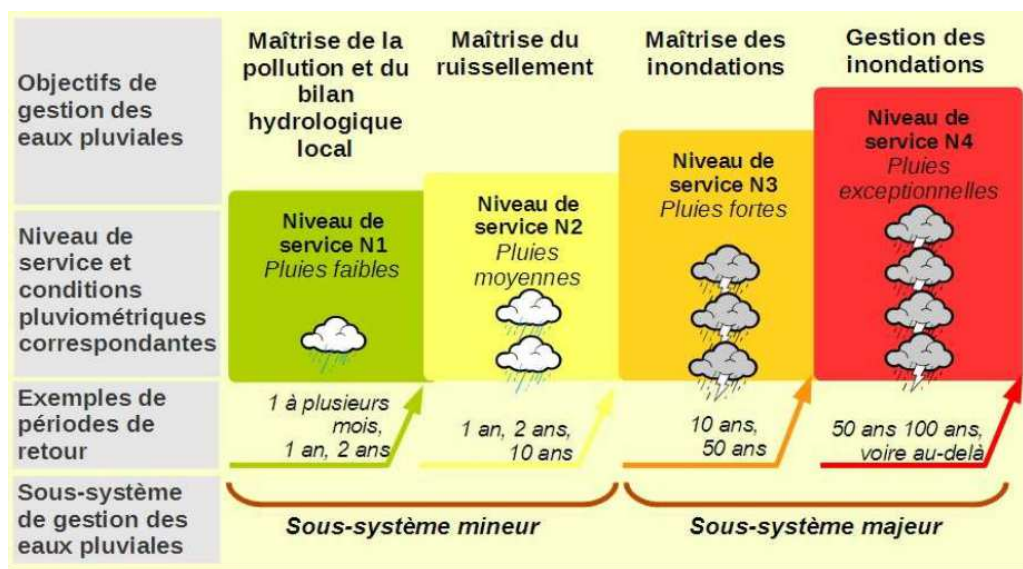 Objectifs de
gestion des
eaux pluviales
Maîtrise de la
pollution et du
bilan
hydrologique
local
Maîtrise du
ruissellement
Maîtrise des
inondations
Gestion des
inondations
Niveau de
service et
conditions
pluviométriques
correspondantes
Niveau de
service N1
Pluies faibles
Niveau de
service N2
Pluies
moyennes
Niveau de
service N3
Pluies fortes
Niveau de
service N4
Pluies
exceptionnelles
Exemples de
périodes de
retour
1 à plusieurs
mois,
1 an, 2 ans
1 an, 2 ans,
10 ans
10 ans,
50 ans
50 ans 100 ans,
voire au-delà
Sous-système
de gestion des
eaux pluviales
Sous-système mineur
Sous-système majeur